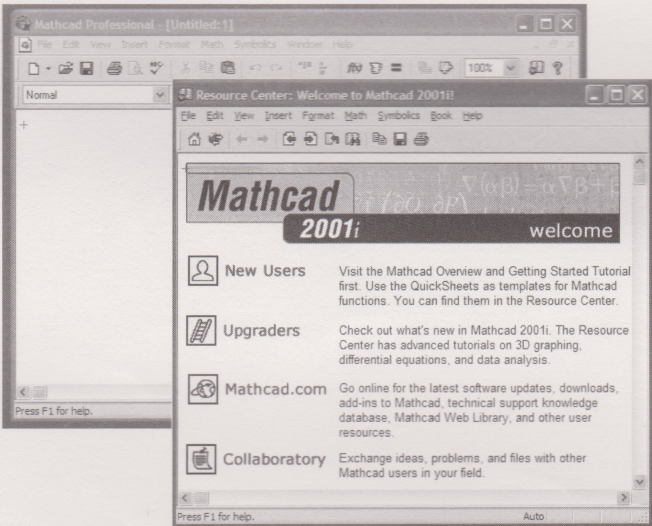 Mathcad Professional - [Untitled:1]
File Edit View Insert Format Math Symbolics Window Help
100%
Normal
Press F1 for help.
Resource Center: Welcome to Mathcad 2001i!
File Edit View Insert Format Math Symbolics Book Help
Mathcad
∇(αβ)=α∇β+β
2001i
welcome
New Users
Visit the Mathcad Overview and Getting Started Tutorial
first. Use the QuickSheets as templates for Mathcad
functions. You can find them in the Resource Center.
Upgraders
Check out what's new in Mathcad 2001i. The Resource
Center has advanced tutorials on 3D graphing,
differential equations, and data analysis.
Mathcad.com
Go online for the latest software updates, downloads,
add-ins to Mathcad, technical support knowledge
database, Mathcad Web Library, and other user
resources.
Collaboratory
Exchange ideas, problems, and files with other
Mathcad users in your field.
Press F1 for help.
Auto